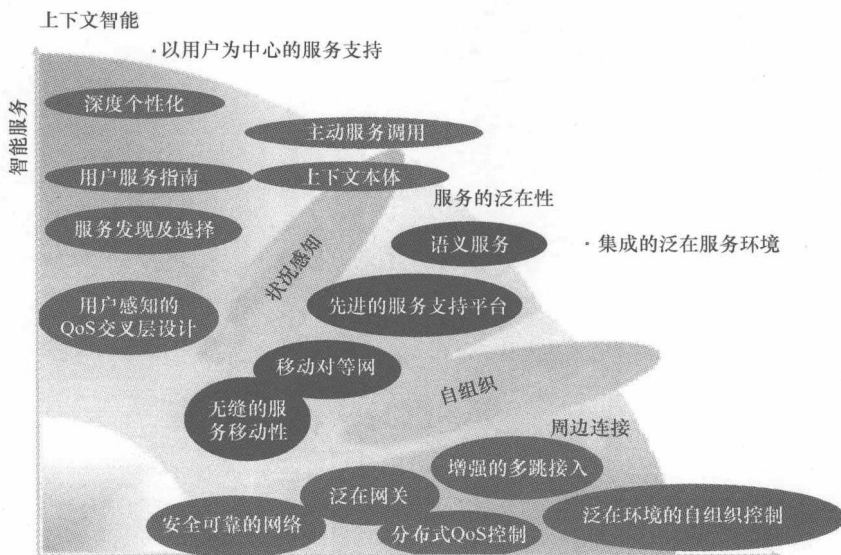 上下文智能
·以用户为中心的服务支持
智能服务
深度个性化
主动服务调用
用户服务指南
上下文本体
服务的泛在性
服务发现及选择
语义服务
·集成的泛在服务环境
状况感知
用户感知的
QoS交叉层设计
先进的服务支持平台
移动对等网
自组织
无缝的服
务移动性
周边连接
增强的多跳接入
泛在网关
安全可靠的网络
分布式QoS控制
泛在环境的自组织控制